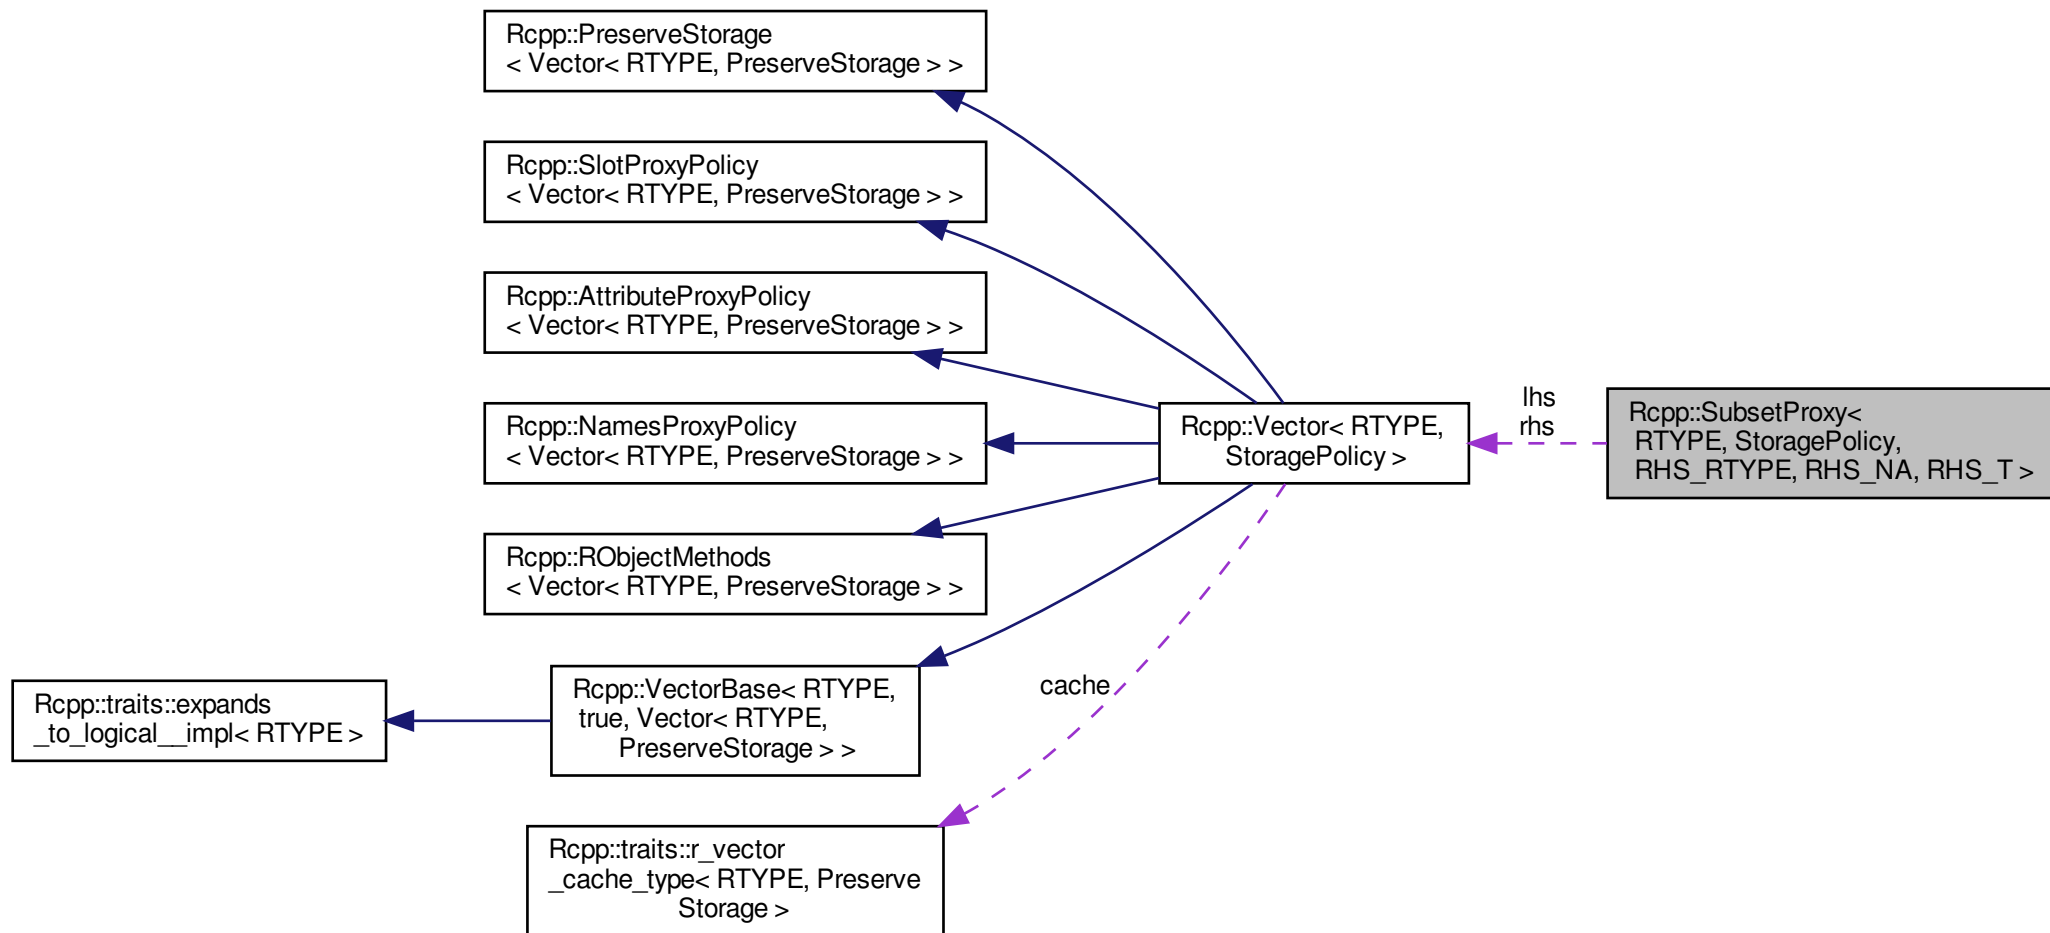 Rcpp::PreserveStorage
< Vector< RTYPE, PreserveStorage > >
Rcpp::SlotProxyPolicy
< Vector< RTYPE, PreserveStorage > >
Rcpp::AttributeProxyPolicy
< Vector< RTYPE, PreserveStorage > >
Rcpp::NamesProxyPolicy
< Vector< RTYPE, PreserveStorage > >
Rcpp::RObjectMethods
< Vector< RTYPE, PreserveStorage > >
Rcpp::traits::expands
_to_logical__impl< RTYPE >
Rcpp::VectorBase< RTYPE,
true, Vector< RTYPE,
PreserveStorage > >
Rcpp::traits::r_vector
_cache_type< RTYPE, Preserve
Storage >
cache
Rcpp::Vector< RTYPE,
StoragePolicy >
lhs
rhs
Rcpp::SubsetProxy<
RTYPE, StoragePolicy,
RHS_RTYPE, RHS_NA, RHS_T >